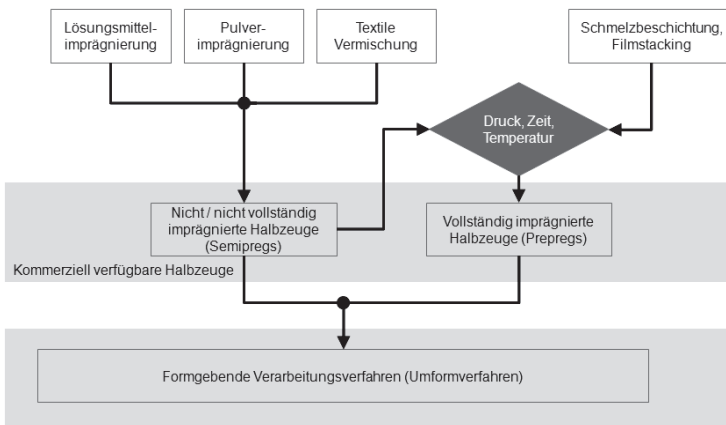 Lösungsmittel-
imprägnierung
Pulver-
imprägnierung
Textile
Vermischung
Schmelzbeschichtung,
Filmstacking
Druck, Zeit,
Temperatur
Nicht / nicht vollständig
imprägnierte Halbzeuge
(Semipregs)
Vollständig imprägnierte
Halbzeuge (Prepregs)
Kommerziell verfügbare Halbzeuge
Formgebende Verarbeitungsverfahren (Umformverfahren)